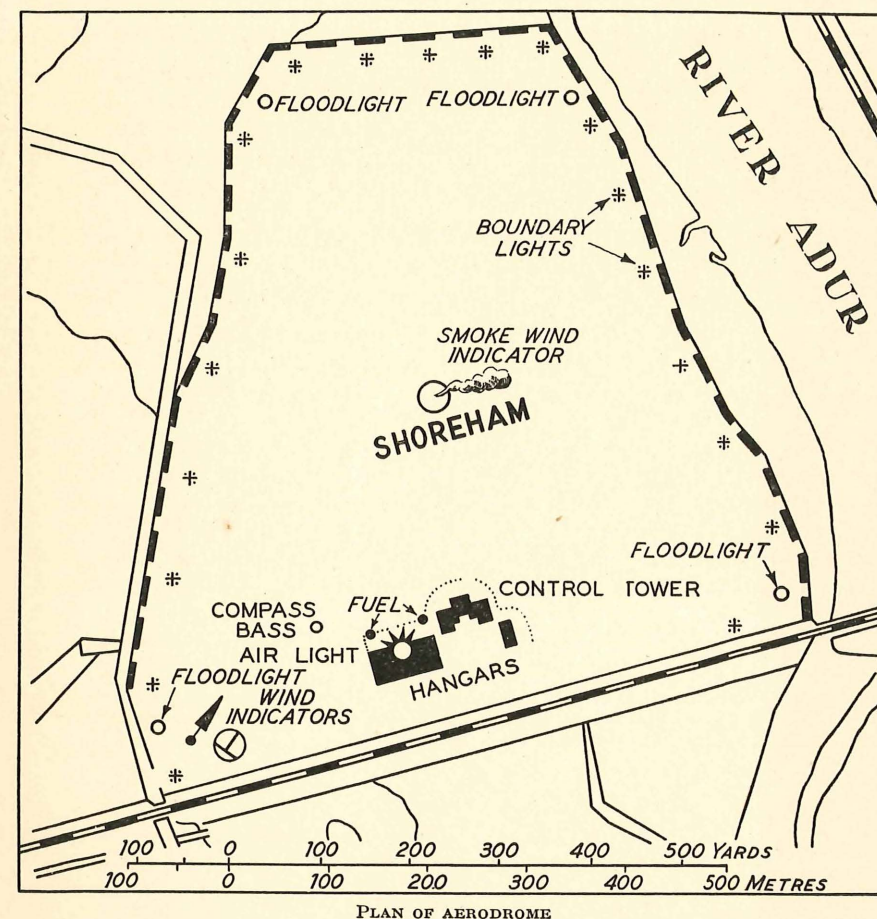 FLOODLIGHT FLOODLIGHT
RIVER ADUR
BOUNDARY
LIGHTS
SMOKE WIND
INDICATOR
SHOREHAM
FLOODLIGHT
CONTROL TOWER
FUEL
COMPASS
BASS
AIR LIGHT
HANGARS
FLOODLIGHT
WIND
INDICATORS
100 0 100 200 300 400 500 YARDS
100 0 100 200 300 400 500 METRES
PLAN OF AERODROME